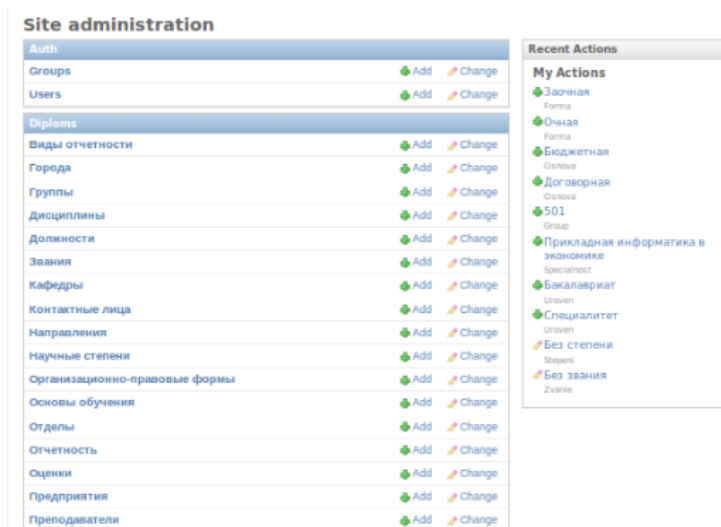 Site administration
Auth
Groups Add Change
Users Add Change
Diploms
Виды отчетности Add Change
Города Add Change
Группы Add Change
Дисциплины Add Change
Должности Add Change
Звания Add Change
Кафедры Add Change
Контактные лица Add Change
Направления Add Change
Научные степени Add Change
Организационно-правовые формы Add Change
Основы обучения Add Change
Отделы Add Change
Отчетность Add Change
Оценки Add Change
Предприятия Add Change
Преподаватели Add Change
Recent Actions
My Actions
Заочная
Forma
Очная
Forma
Бюджетная
Osnova
Договорная
Osnova
501
Group
Прикладная информатика в
экономике
Specialnost
Бакалавриат
Uroven
Специалитет
Uroven
Без степени
Stepeni
Без звания
Zvanie